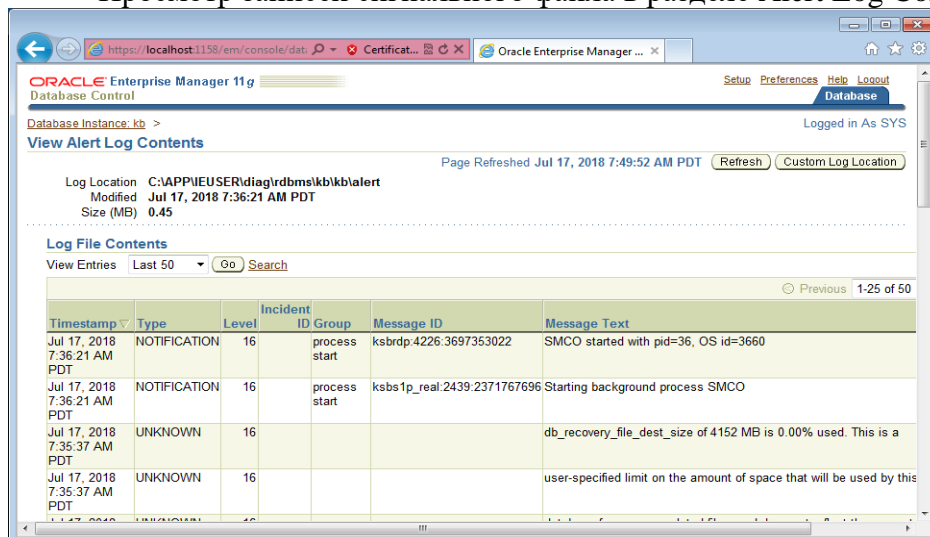 Просмотр записей сигнального файла в разделе Alert Log Co
https://localhost:1158/em/console/dat Certificat... Oracle Enterprise Manager ...
ORACLE Enterprise Manager 11g
Setup Preferences Help Logout
Database Control
Database
Database Instance: kb >
Logged in As SYS
View Alert Log Contents
Page Refreshed Jul 17, 2018 7:49:52 AM PDT Refresh Custom Log Location
Log Location C:\APP\IEUSER\diag\rdbms\kb\kb\alert
Modified Jul 17, 2018 7:36:21 AM PDT
Size (MB) 0.45
Log File Contents
View Entries Last 50 Go Search
Previous 1-25 of 50
Incident
Timestamp Type Level ID Group Message ID Message Text
Jul 17, 2018 NOTIFICATION 16 process ksbrdp:4226:3697353022 SMCO started with pid=36, OS id=3660
7:36:21 AM start
PDT
Jul 17, 2018 NOTIFICATION 16 process ksbs1p_real:2439:2371767696 Starting background process SMCO
7:36:21 AM start
PDT
Jul 17, 2018 UNKNOWN 16 db_recovery_file_dest_size of 4152 MB is 0.00% used. This is a
7:35:37 AM
PDT
Jul 17, 2018 UNKNOWN 16 user-specified limit on the amount of space that will be used by this
7:35:37 AM
PDT